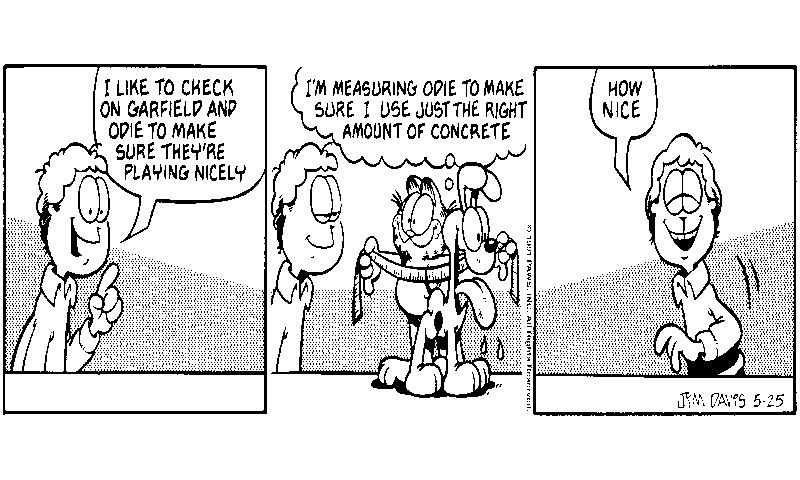 I LIKE TO CHECK
ON GARFIELD AND
ODIE TO MAKE
SURE THEY'RE
PLAYING NICELY
I'M MEASURING ODIE TO MAKE
SURE I USE JUST THE RIGHT
AMOUNT OF CONCRETE
HOW
NICE
JIM DAVIS 5-25